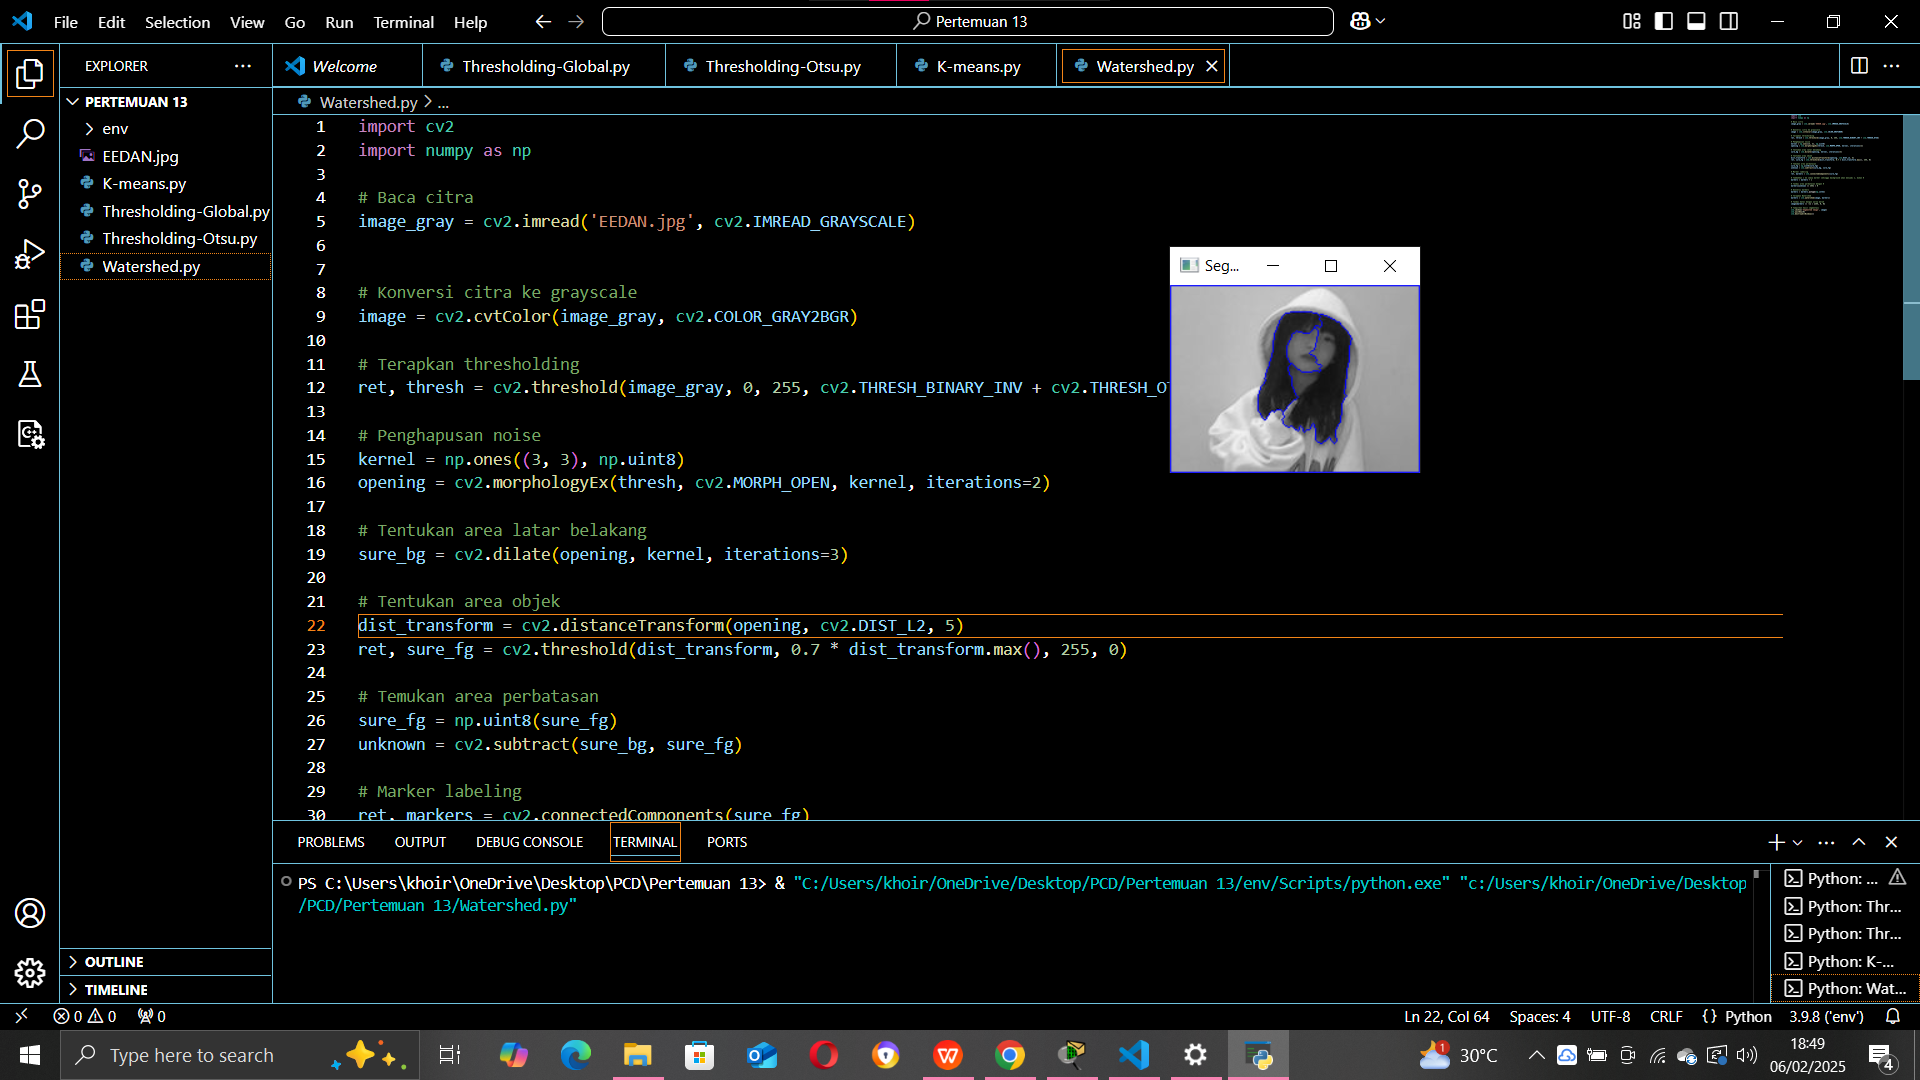 File Edit Selection View Go Run Terminal Help
Pertemuan 13
EXPLORER
Welcome
Thresholding-Global.py
Thresholding-Otsu.py
K-means.py
Watershed.py
PERTEMUAN 13
env
EEDAN.jpg
K-means.py
Thresholding-Global.py
Thresholding-Otsu.py
Watershed.py
OUTLINE
TIMELINE
Watershed.py > ...
1 import cv2
2 import numpy as np
3
4 # Baca citra
5 image_gray = cv2.imread('EEDAN.jpg', cv2.IMREAD_GRAYSCALE)
6
7
8 # Konversi citra ke grayscale
9 image = cv2.cvtColor(image_gray, cv2.COLOR_GRAY2BGR)
10
11 # Terapkan thresholding
12 ret, thresh = cv2.threshold(image_gray, 0, 255, cv2.THRESH_BINARY_INV + cv2.THRESH_OT
13
14 # Penghapusan noise
15 kernel = np.ones((3, 3), np.uint8)
16 opening = cv2.morphologyEx(thresh, cv2.MORPH_OPEN, kernel, iterations=2)
17
18 # Tentukan area latar belakang
19 sure_bg = cv2.dilate(opening, kernel, iterations=3)
20
21 # Tentukan area objek
22 dist_transform = cv2.distanceTransform(opening, cv2.DIST_L2, 5)
23 ret, sure_fg = cv2.threshold(dist_transform, 0.7 * dist_transform.max(), 255, 0)
24
25 # Temukan area perbatasan
26 sure_fg = np.uint8(sure_fg)
27 unknown = cv2.subtract(sure_bg, sure_fg)
28
29 # Marker labeling
30 ret, markers = cv2.connectedComponents(sure_fg)
Seg...
PROBLEMS OUTPUT DEBUG CONSOLE TERMINAL PORTS
PS C:\Users\khoir\OneDrive\Desktop\PCD\Pertemuan 13> & "C:/Users/khoir/OneDrive/Desktop/PCD/Pertemuan 13/env/Scripts/python.exe" "c:/Users/khoir/OneDrive/Desktop
/PCD/Pertemuan 13/Watershed.py"
Python: ...
Python: Thr...
Python: Thr...
Python: K-...
Python: Wat...
0 0 0
Ln 22, Col 64 Spaces: 4 UTF-8 CRLF {} Python 3.9.8 ('env')
Type here to search
1
30°C
18:49
06/02/2025
4